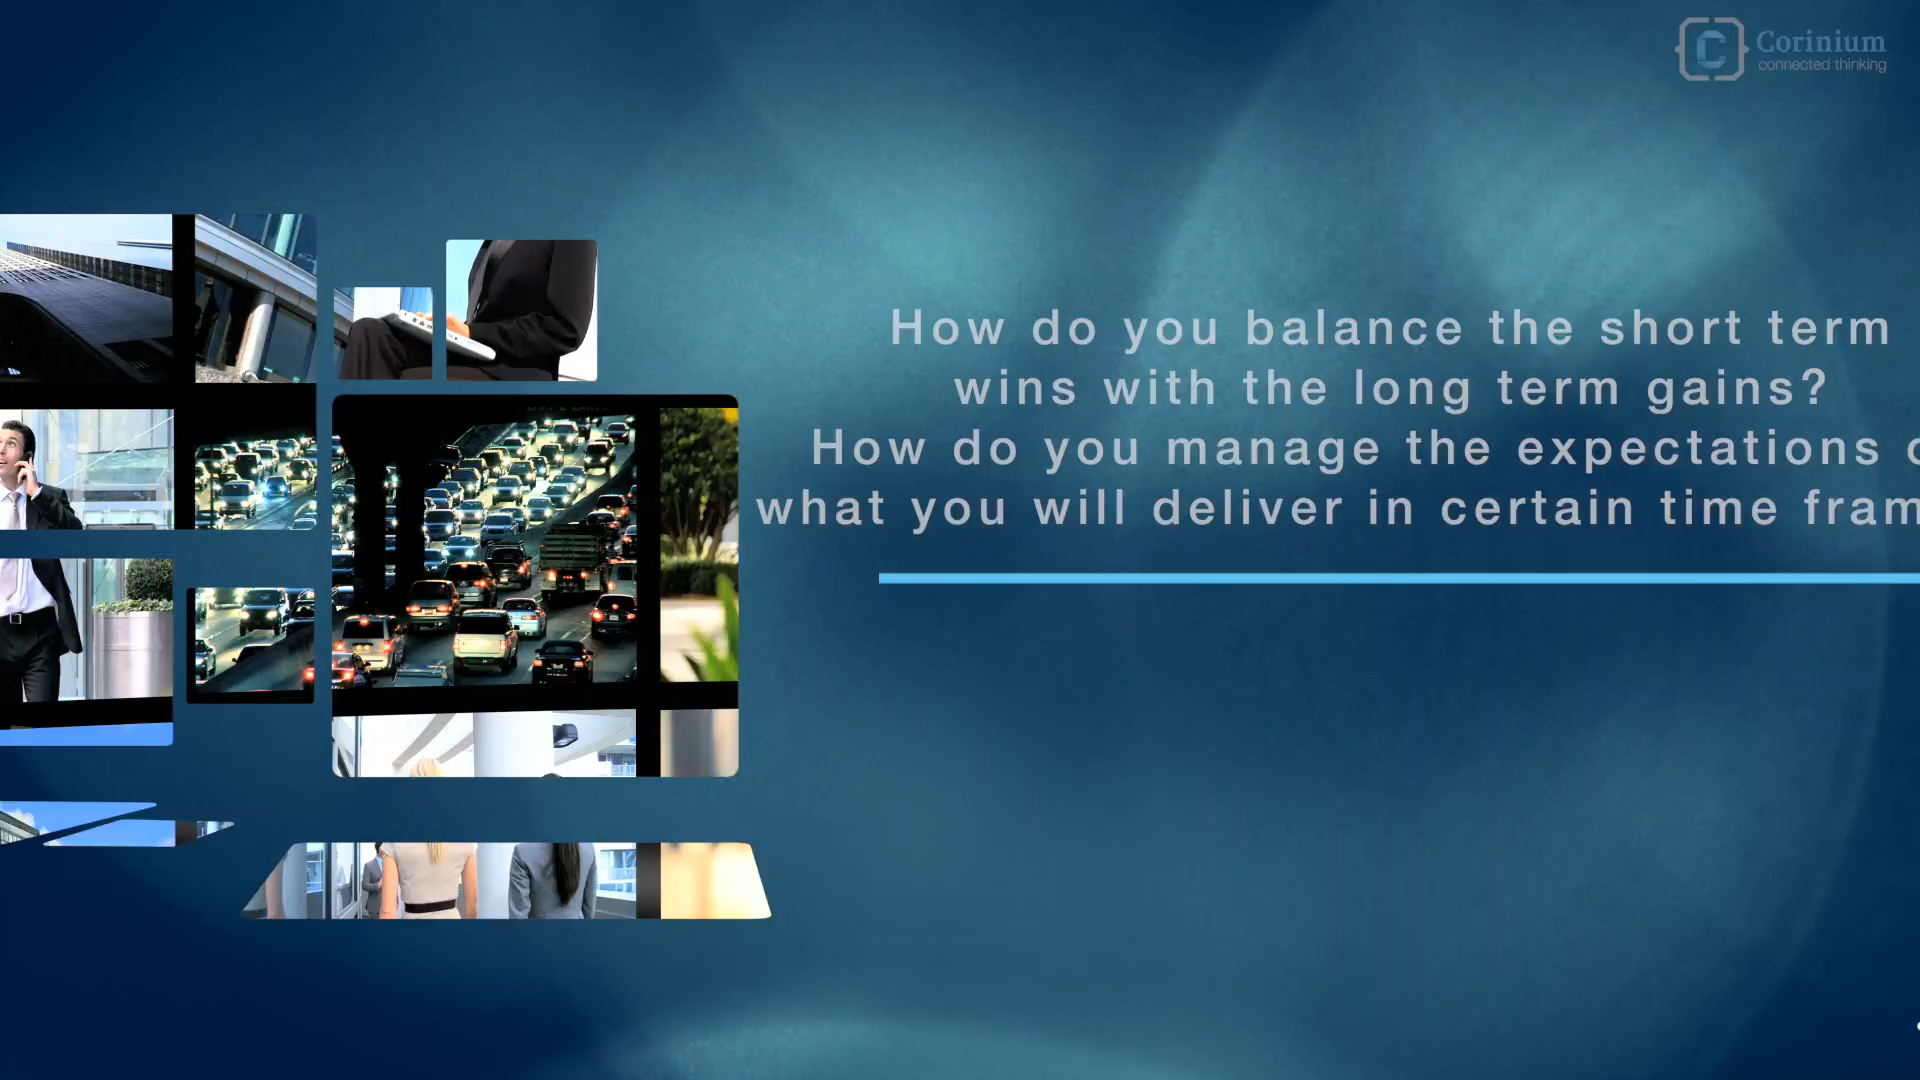 Corinium
connected thinking
How do you balance the short term
wins with the long term gains?
How do you manage the expectations
what you will deliver in certain time